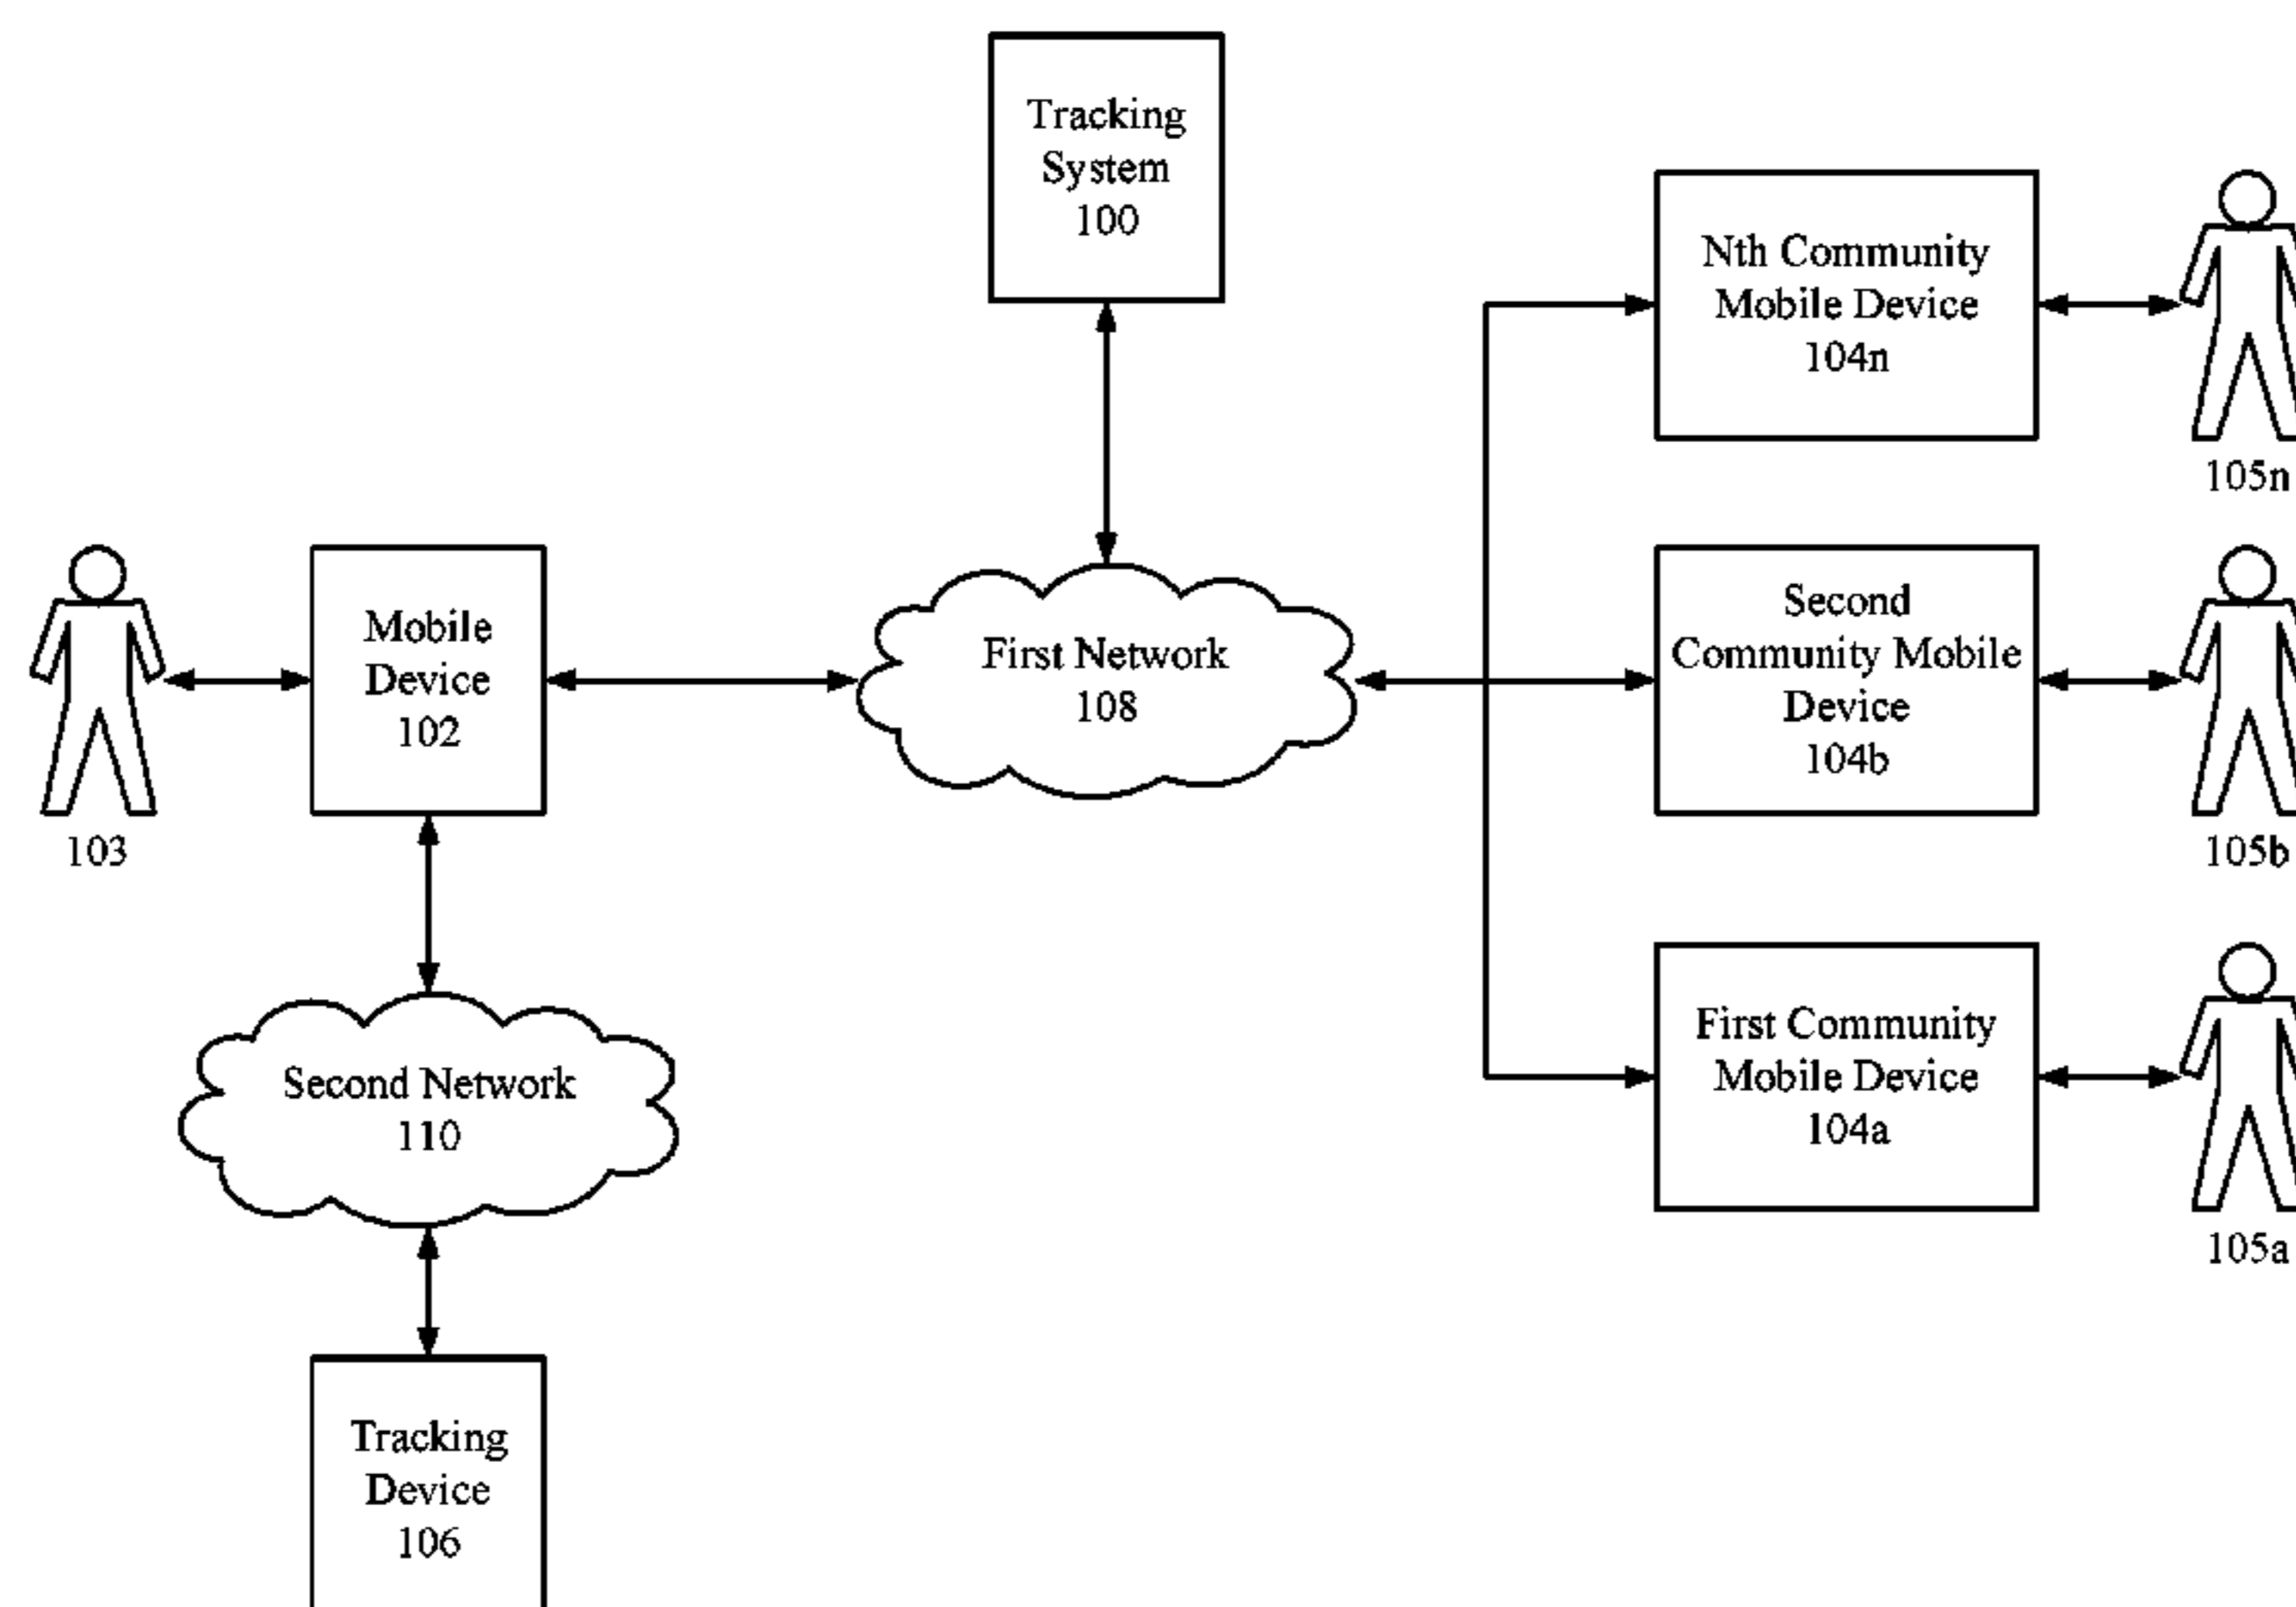 Tracking
System
100
Nth Community
Mobile Device
104n
105n
Mobile
Device
102
103
First Network
108
Second
Community Mobile
Device
104b
105b
Second Network
110
First Community
Mobile Device
104a
105a
Tracking
Device
106